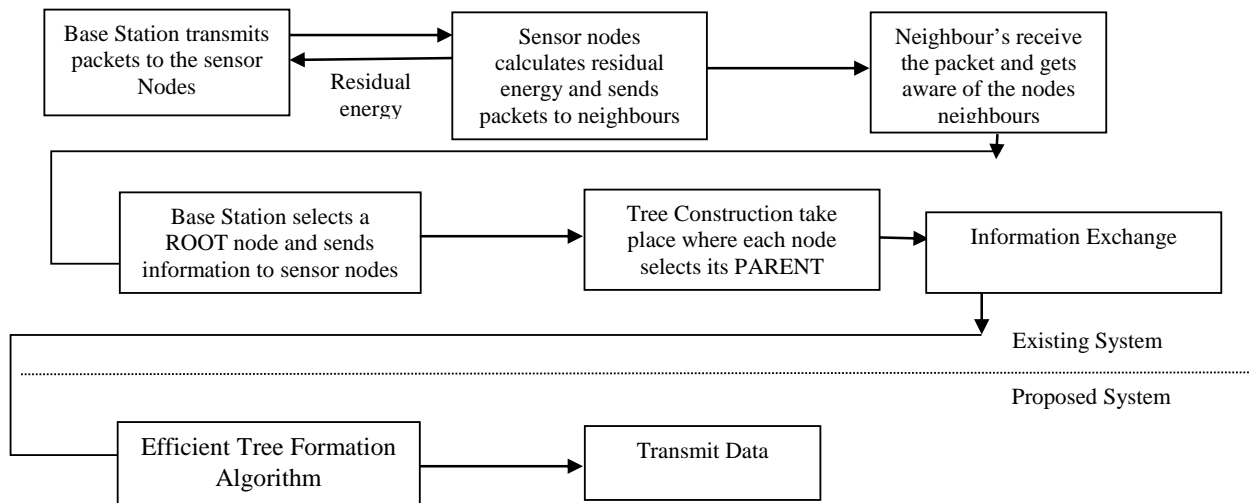 Base Station transmits
packets to the sensor
Nodes
Residual
energy
Sensor nodes
calculates residual
energy and sends
packets to neighbours
Neighbour’s receive
the packet and gets
aware of the nodes
neighbours
Base Station selects a
ROOT node and sends
information to sensor nodes
Tree Construction take
place where each node
selects its PARENT
Information Exchange
Existing System
Proposed System
Efficient Tree Formation
Algorithm
Transmit Data